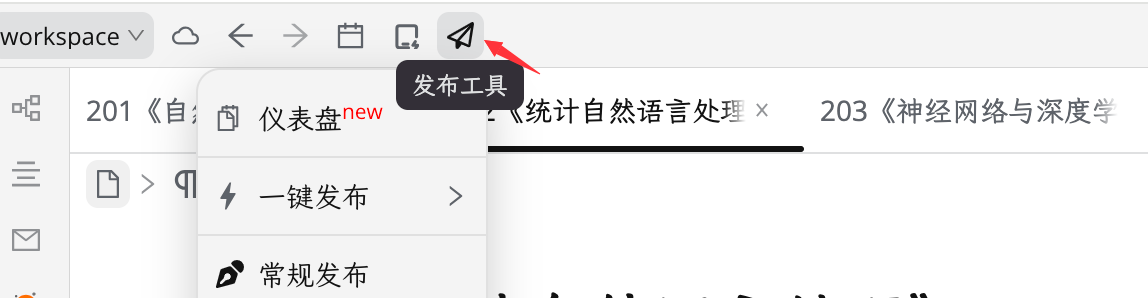 workspace
发布工具
201《自
2《统计自然语言处理
203《神经网络与深度学
仪表盘new
一键发布
常规发布